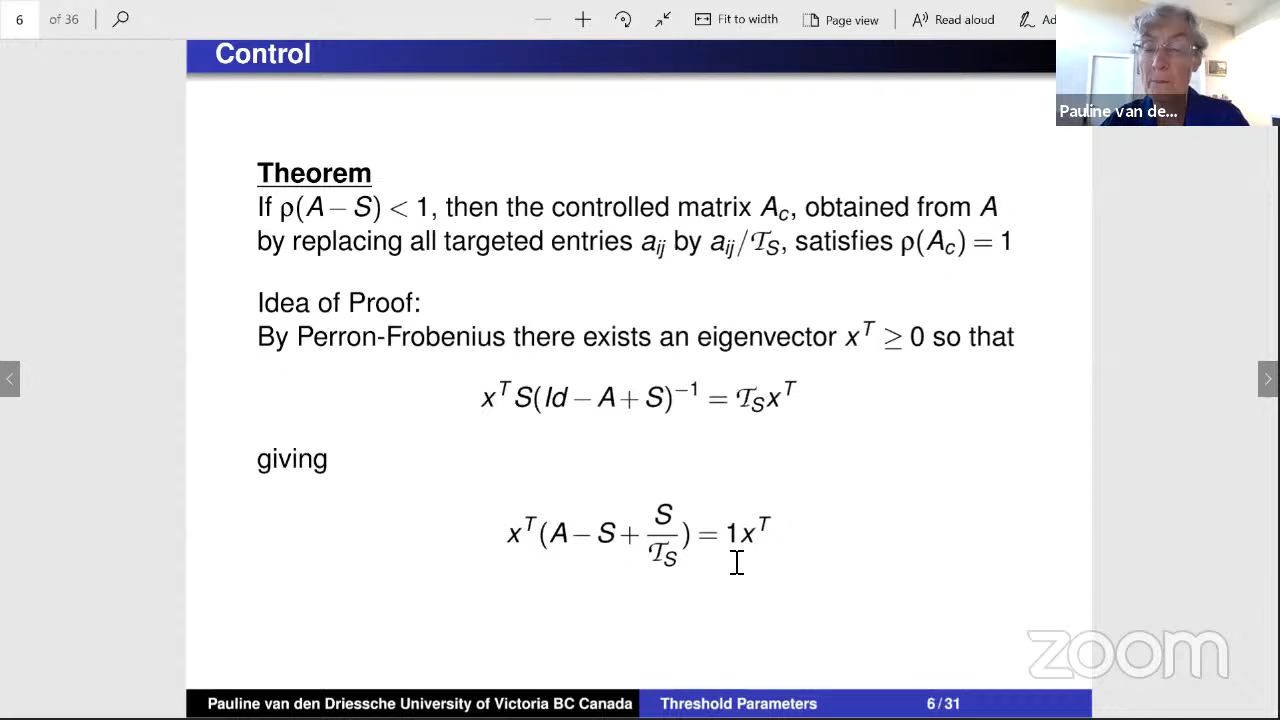 6 of 36 Fit to width Page view Read aloud Ad
Control
Pauline van de...
Theorem
If ρ(A − S) < 1, then the controlled matrix A_c, obtained from A
by replacing all targeted entries a_ij by a_ij/𝒯_S, satisfies ρ(A_c) = 1
Idea of Proof:
By Perron-Frobenius there exists an eigenvector x^T ≥ 0 so that
x^T S(Id − A + S)^−1 = 𝒯_S x^T
giving
x^T(A − S + S/𝒯_S) = 1x^T
zoom
Pauline van den Driessche University of Victoria BC Canada Threshold Parameters 6 / 31